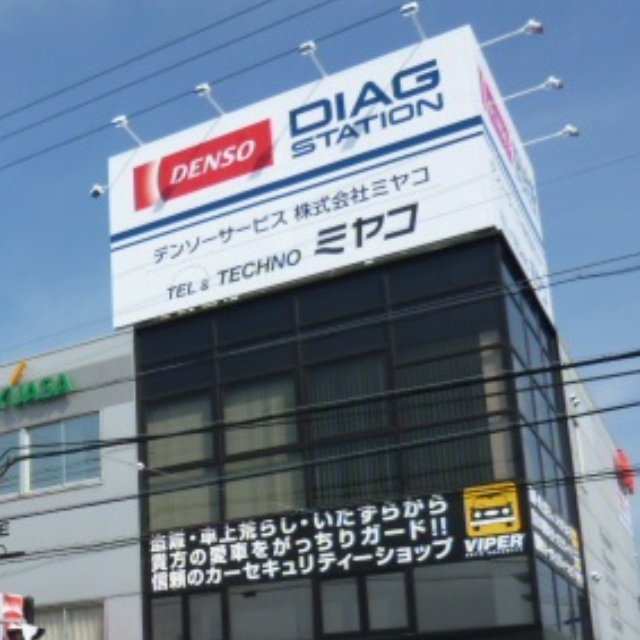 DENSO
DIAG
STATION
デンソーサービス 株式会社ミヤコ
TEL & TECHNO ミヤコ
盗難・車上荒らし・いたずらから
貴方の愛車をがっちりガード!!
信頼のカーセキュリティーショップ
VIPER